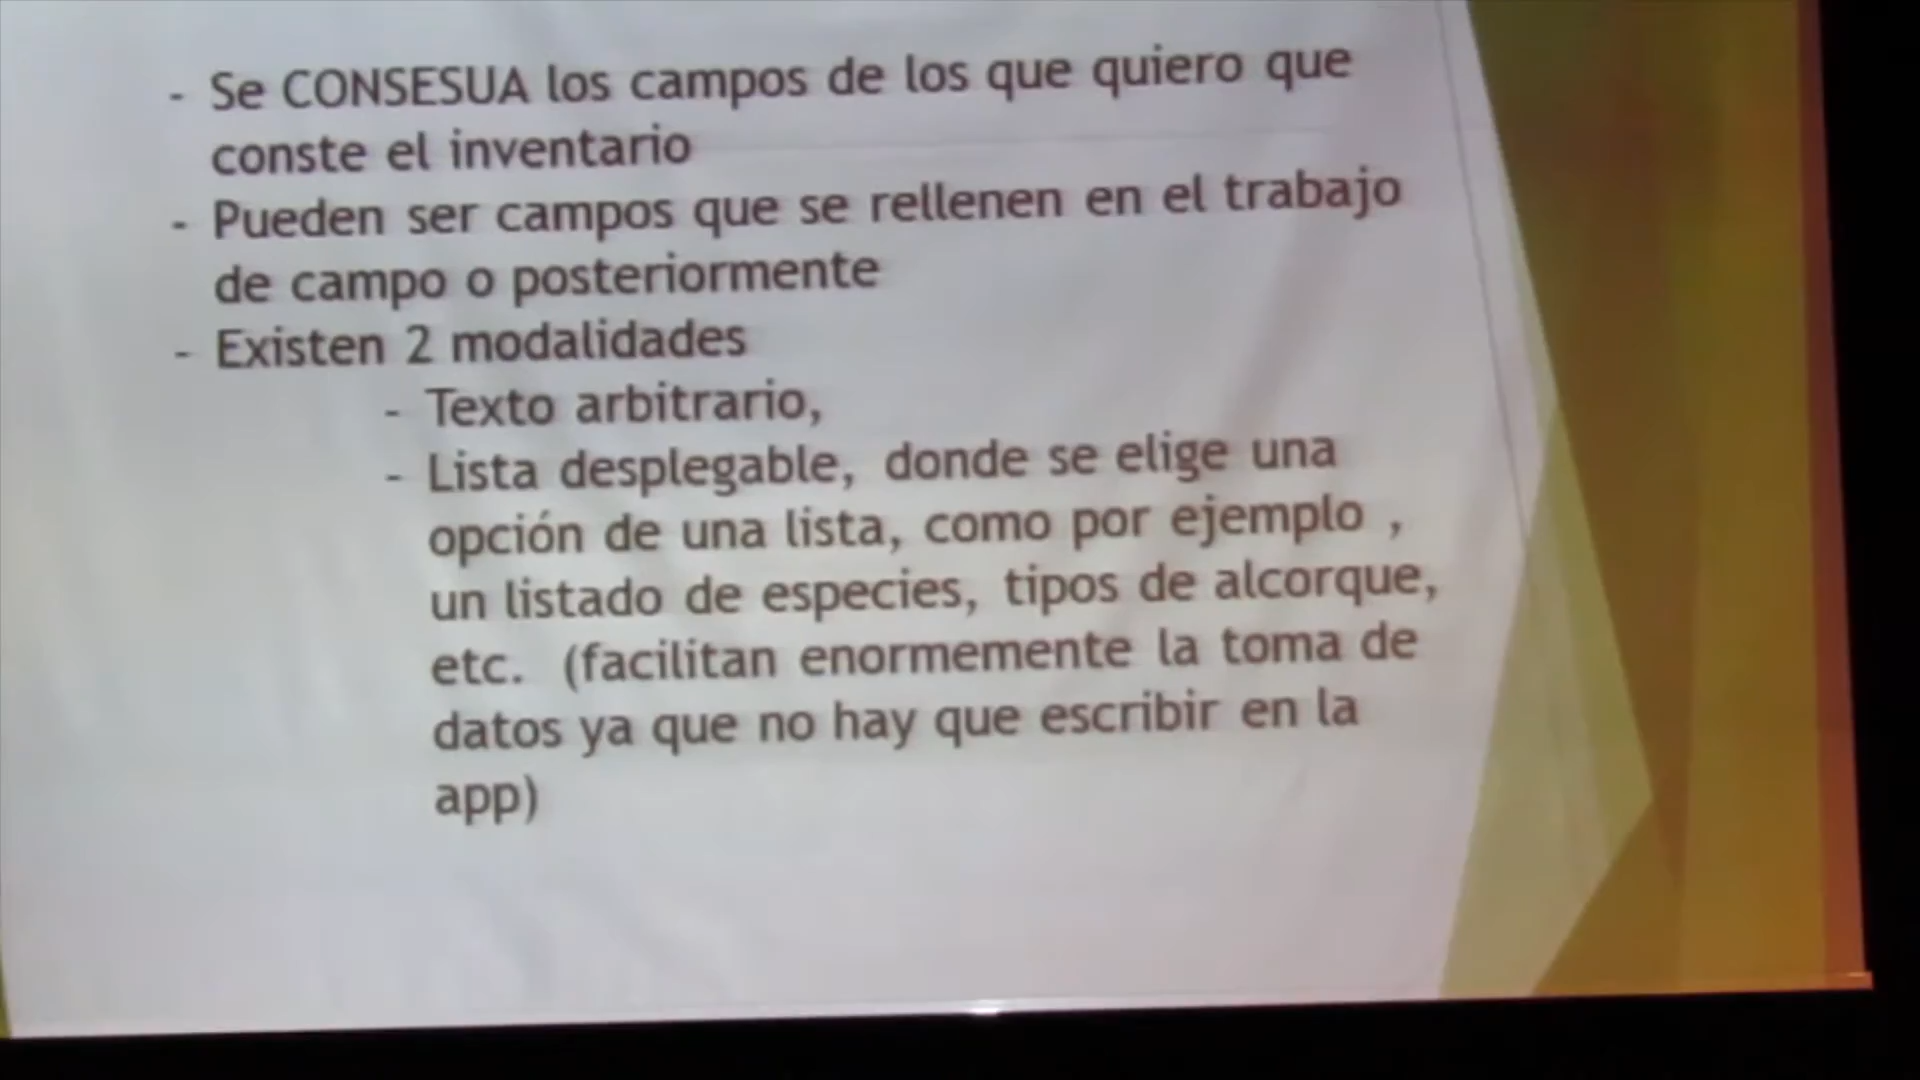 - Se CONSESUA los campos de los que quiero que
conste el inventario
- Pueden ser campos que se rellenen en el trabajo
de campo o posteriormente
- Existen 2 modalidades
- Texto arbitrario,
- Lista desplegable, donde se elige una
opción de una lista, como por ejemplo ,
un listado de especies, tipos de alcorque,
etc. (facilitan enormemente la toma de
datos ya que no hay que escribir en la
app)